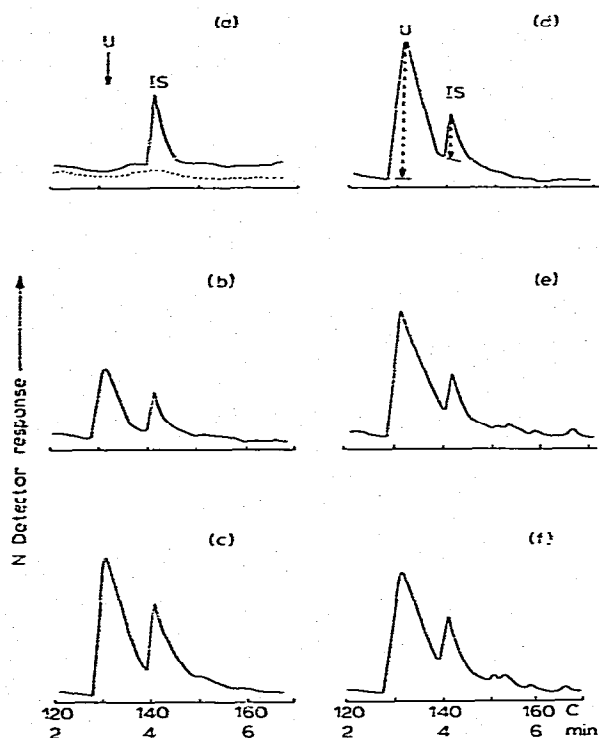 (a)
U
IS
(d)
U
IS
(b)
(e)
N Detector response
(c)
(f)
120 140 160
2 4 6
120 140 160 C
2 4 6 min